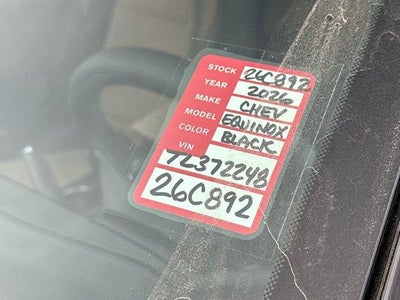 STOCK 26C892
YEAR 2026
MAKE CHEV
MODEL EQUINOX
COLOR BLACK
VIN
TL372248
26C892